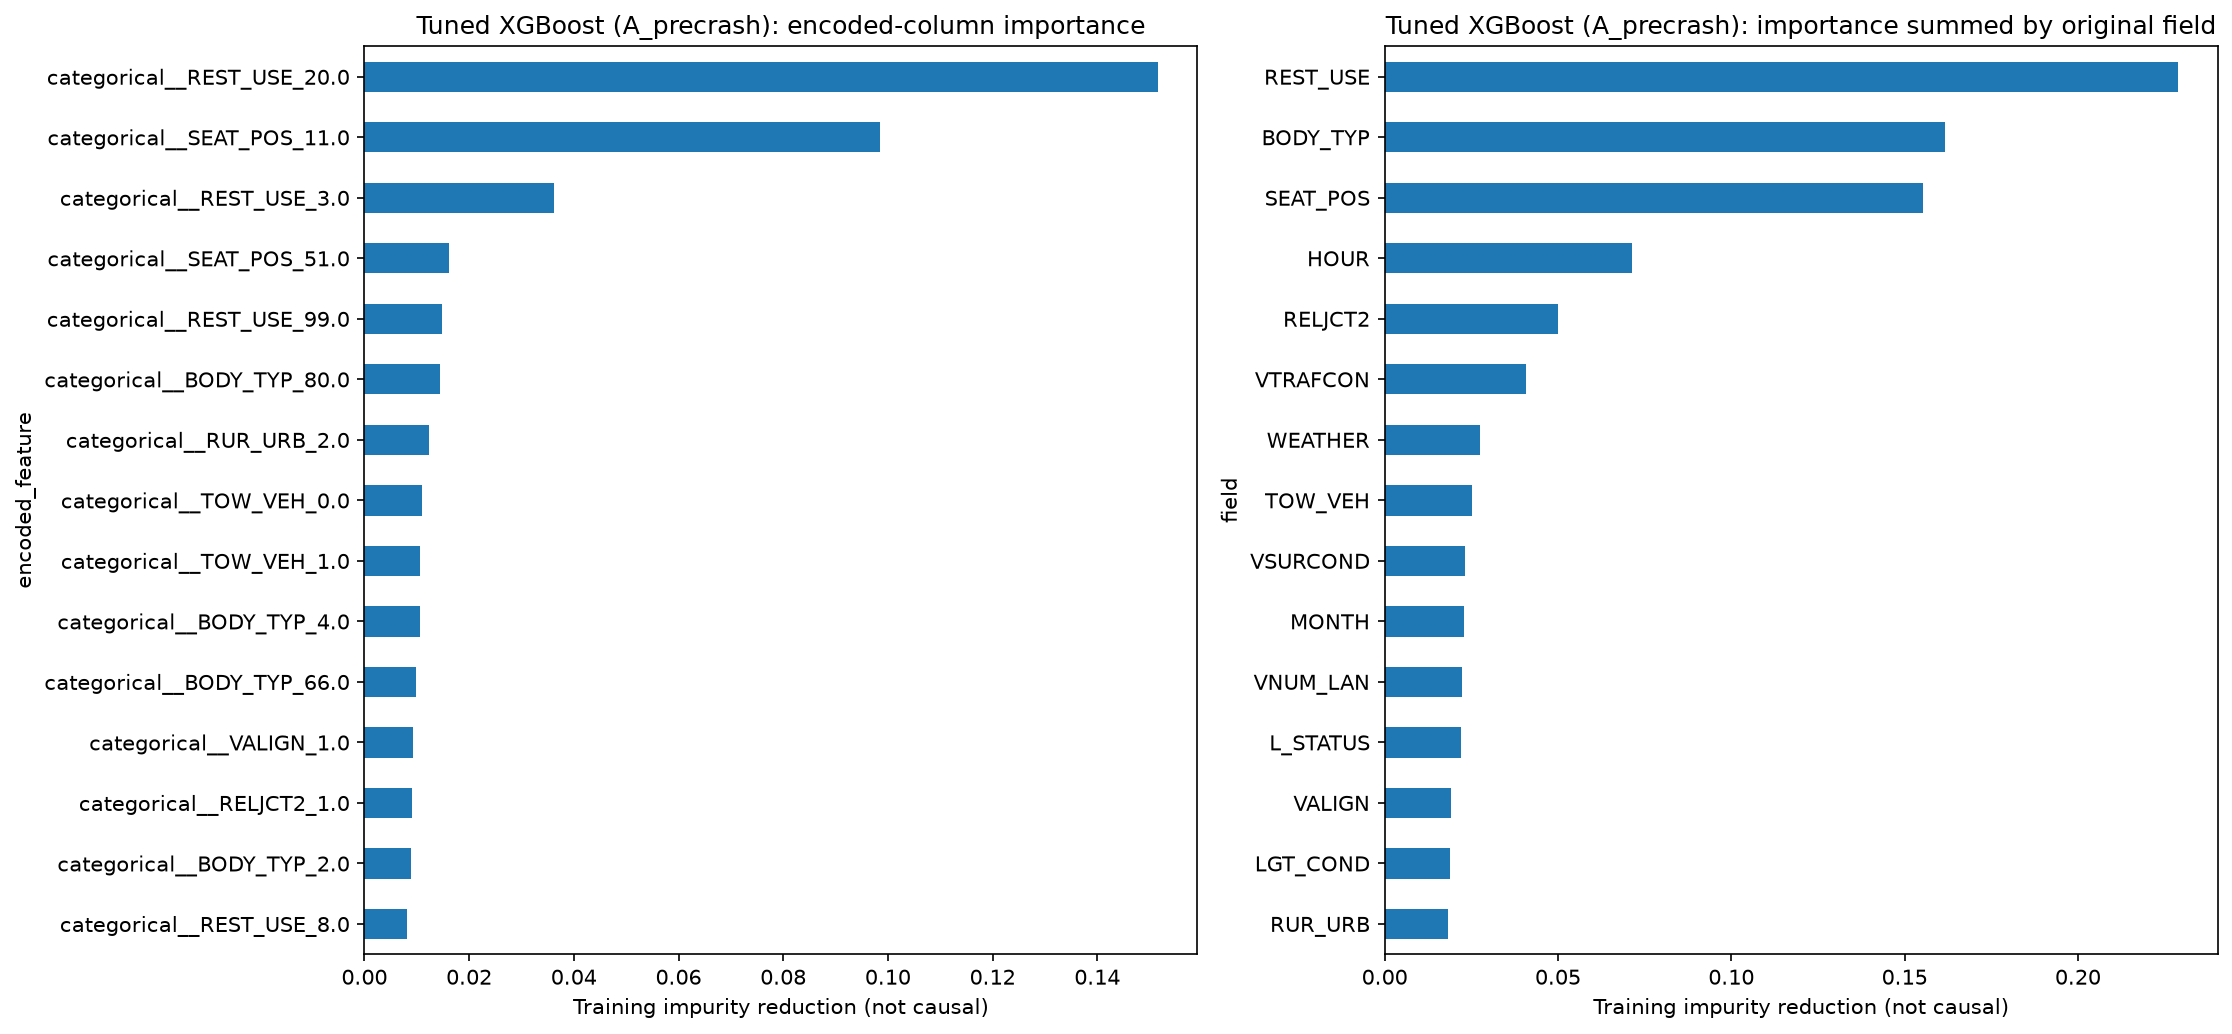 Tuned XGBoost (A_precrash): encoded-column importance
encoded_feature
categorical__REST_USE_20.0
categorical__SEAT_POS_11.0
categorical__REST_USE_3.0
categorical__SEAT_POS_51.0
categorical__REST_USE_99.0
categorical__BODY_TYP_80.0
categorical__RUR_URB_2.0
categorical__TOW_VEH_0.0
categorical__TOW_VEH_1.0
categorical__BODY_TYP_4.0
categorical__BODY_TYP_66.0
categorical__VALIGN_1.0
categorical__RELJCT2_1.0
categorical__BODY_TYP_2.0
categorical__REST_USE_8.0
0.00 0.02 0.04 0.06 0.08 0.10 0.12 0.14
Training impurity reduction (not causal)
Tuned XGBoost (A_precrash): importance summed by original field
field
REST_USE
BODY_TYP
SEAT_POS
HOUR
RELJCT2
VTRAFCON
WEATHER
TOW_VEH
VSURCOND
MONTH
VNUM_LAN
L_STATUS
VALIGN
LGT_COND
RUR_URB
0.00 0.05 0.10 0.15 0.20
Training impurity reduction (not causal)